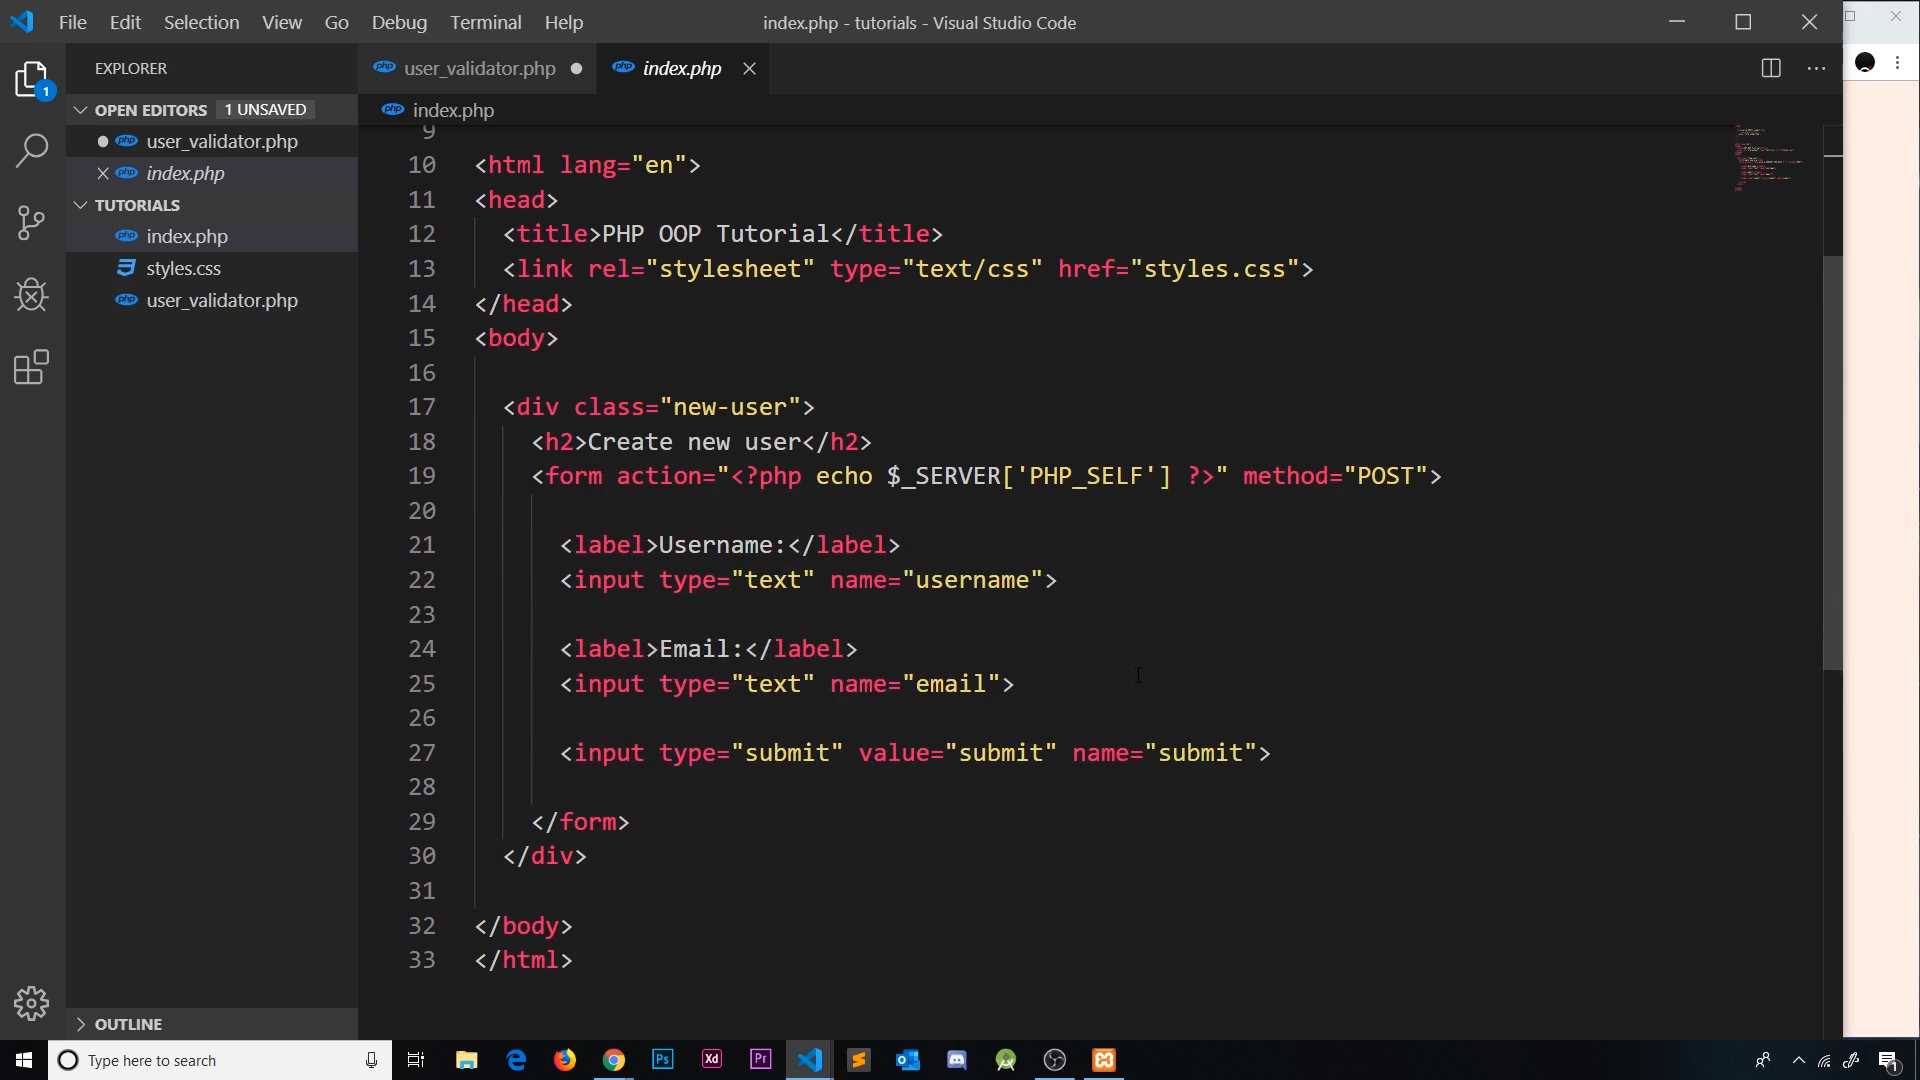 File Edit Selection View Go Debug Terminal Help
index.php - tutorials - Visual Studio Code
EXPLORER
1
OPEN EDITORS 1 UNSAVED
user_validator.php
index.php
TUTORIALS
index.php
styles.css
user_validator.php
OUTLINE
user_validator.php
index.php
index.php
9
10 <html lang="en">
11 <head>
12 <title>PHP OOP Tutorial</title>
13 <link rel="stylesheet" type="text/css" href="styles.css">
14 </head>
15 <body>
16
17 <div class="new-user">
18 <h2>Create new user</h2>
19 <form action="<?php echo $_SERVER['PHP_SELF'] ?>" method="POST">
20
21 <label>Username:</label>
22 <input type="text" name="username">
23
24 <label>Email:</label>
25 <input type="text" name="email">
26
27 <input type="submit" value="submit" name="submit">
28
29 </form>
30 </div>
31
32 </body>
33 </html>
Type here to search
Ps
Xd
Pr
1